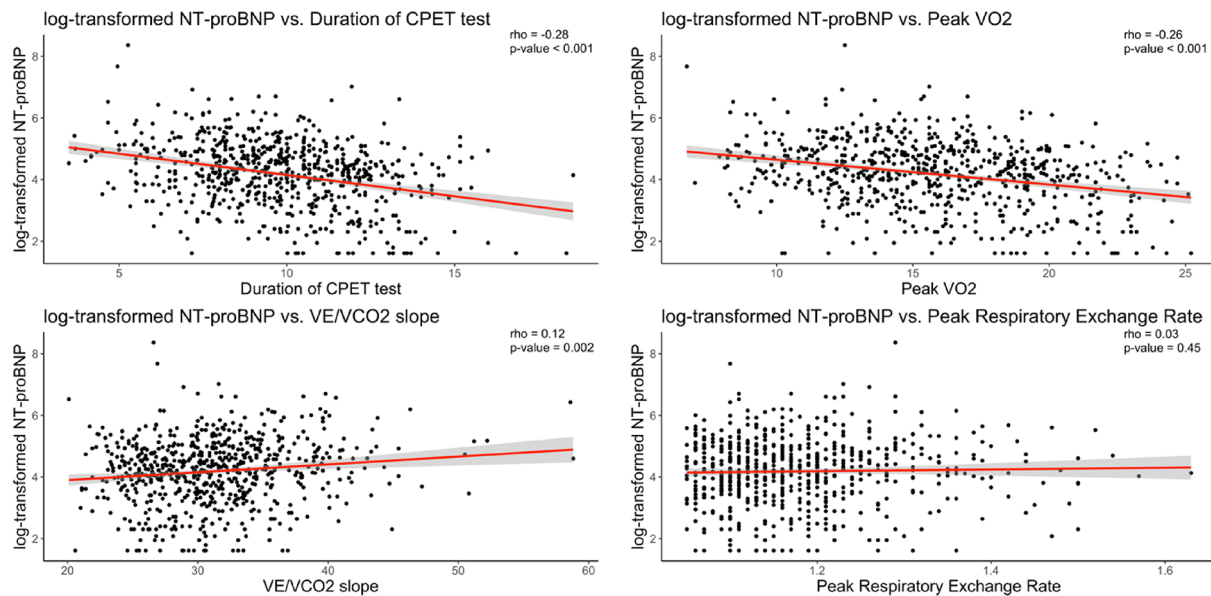 log-transformed NT-proBNP vs. Duration of CPET test
rho = -0.28
p-value < 0.001
log-transformed NT-proBNP
8
6
4
2
5
10
15
Duration of CPET test
log-transformed NT-proBNP vs. Peak VO2
rho = -0.26
p-value < 0.001
log-transformed NT-proBNP
8
6
4
2
10
15
20
25
Peak VO2
log-transformed NT-proBNP vs. VE/VCO2 slope
rho = 0.12
p-value = 0.002
log-transformed NT-proBNP
8
6
4
2
20
30
40
50
60
VE/VCO2 slope
log-transformed NT-proBNP vs. Peak Respiratory Exchange Rate
rho = 0.03
p-value = 0.45
log-transformed NT-proBNP
8
6
4
2
1.2
1.4
1.6
Peak Respiratory Exchange Rate